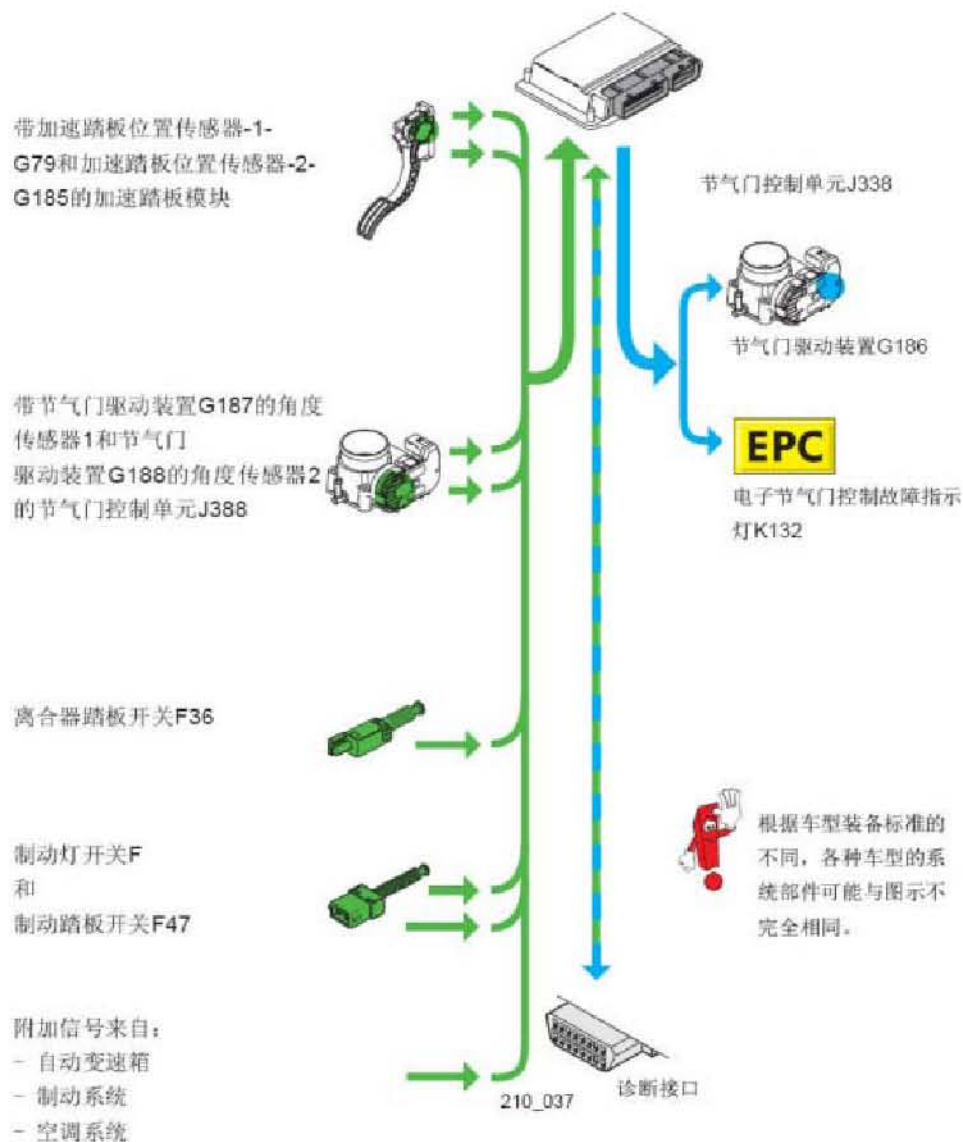 带加速踏板位置传感器-1-
G79和加速踏板位置传感器-2-
G185的加速踏板模块
节气门控制单元J338
节气门驱动装置G186
带节气门驱动装置G187的角度
传感器1和节气门
驱动装置G188的角度传感器2
的节气门控制单元J388
EPC
电子节气门控制故障指示
灯K132
离合器踏板开关F36
制动灯开关F
和
制动踏板开关F47
根据车型装备标准的
不同，各种车型的系
统部件可能与图示不
完全相同。
附加信号来自：
- 自动变速箱
- 制动系统
- 空调系统
210_037
诊断接口